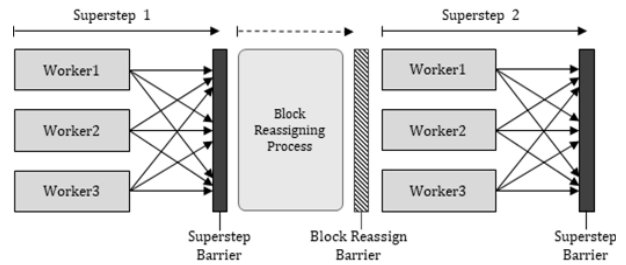 Superstep 1
Superstep 2
Worker1
Worker2
Worker3
Block
Reassigning
Process
Worker1
Worker2
Worker3
Superstep
Barrier
Block Reassign
Barrier
Superstep
Barrier